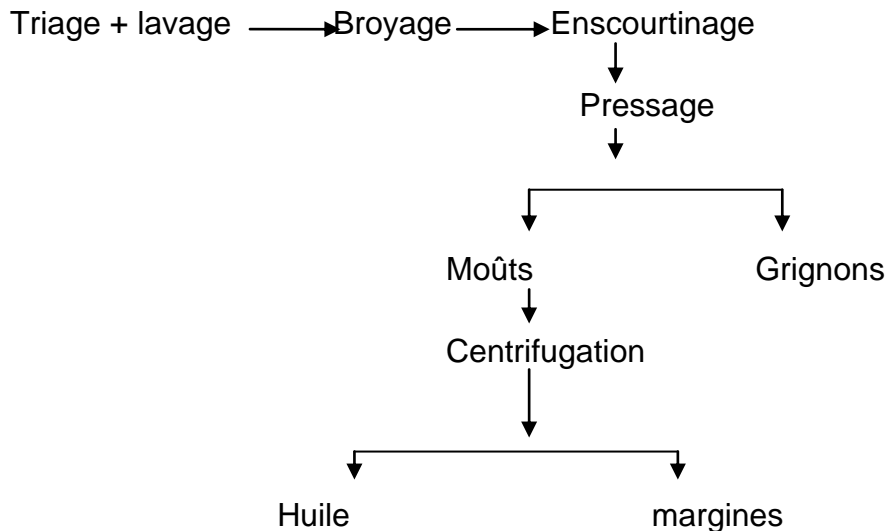 Triage + lavage Broyage Enscourtinage
Pressage
Moûts Grignons
Centrifugation
Huile margines